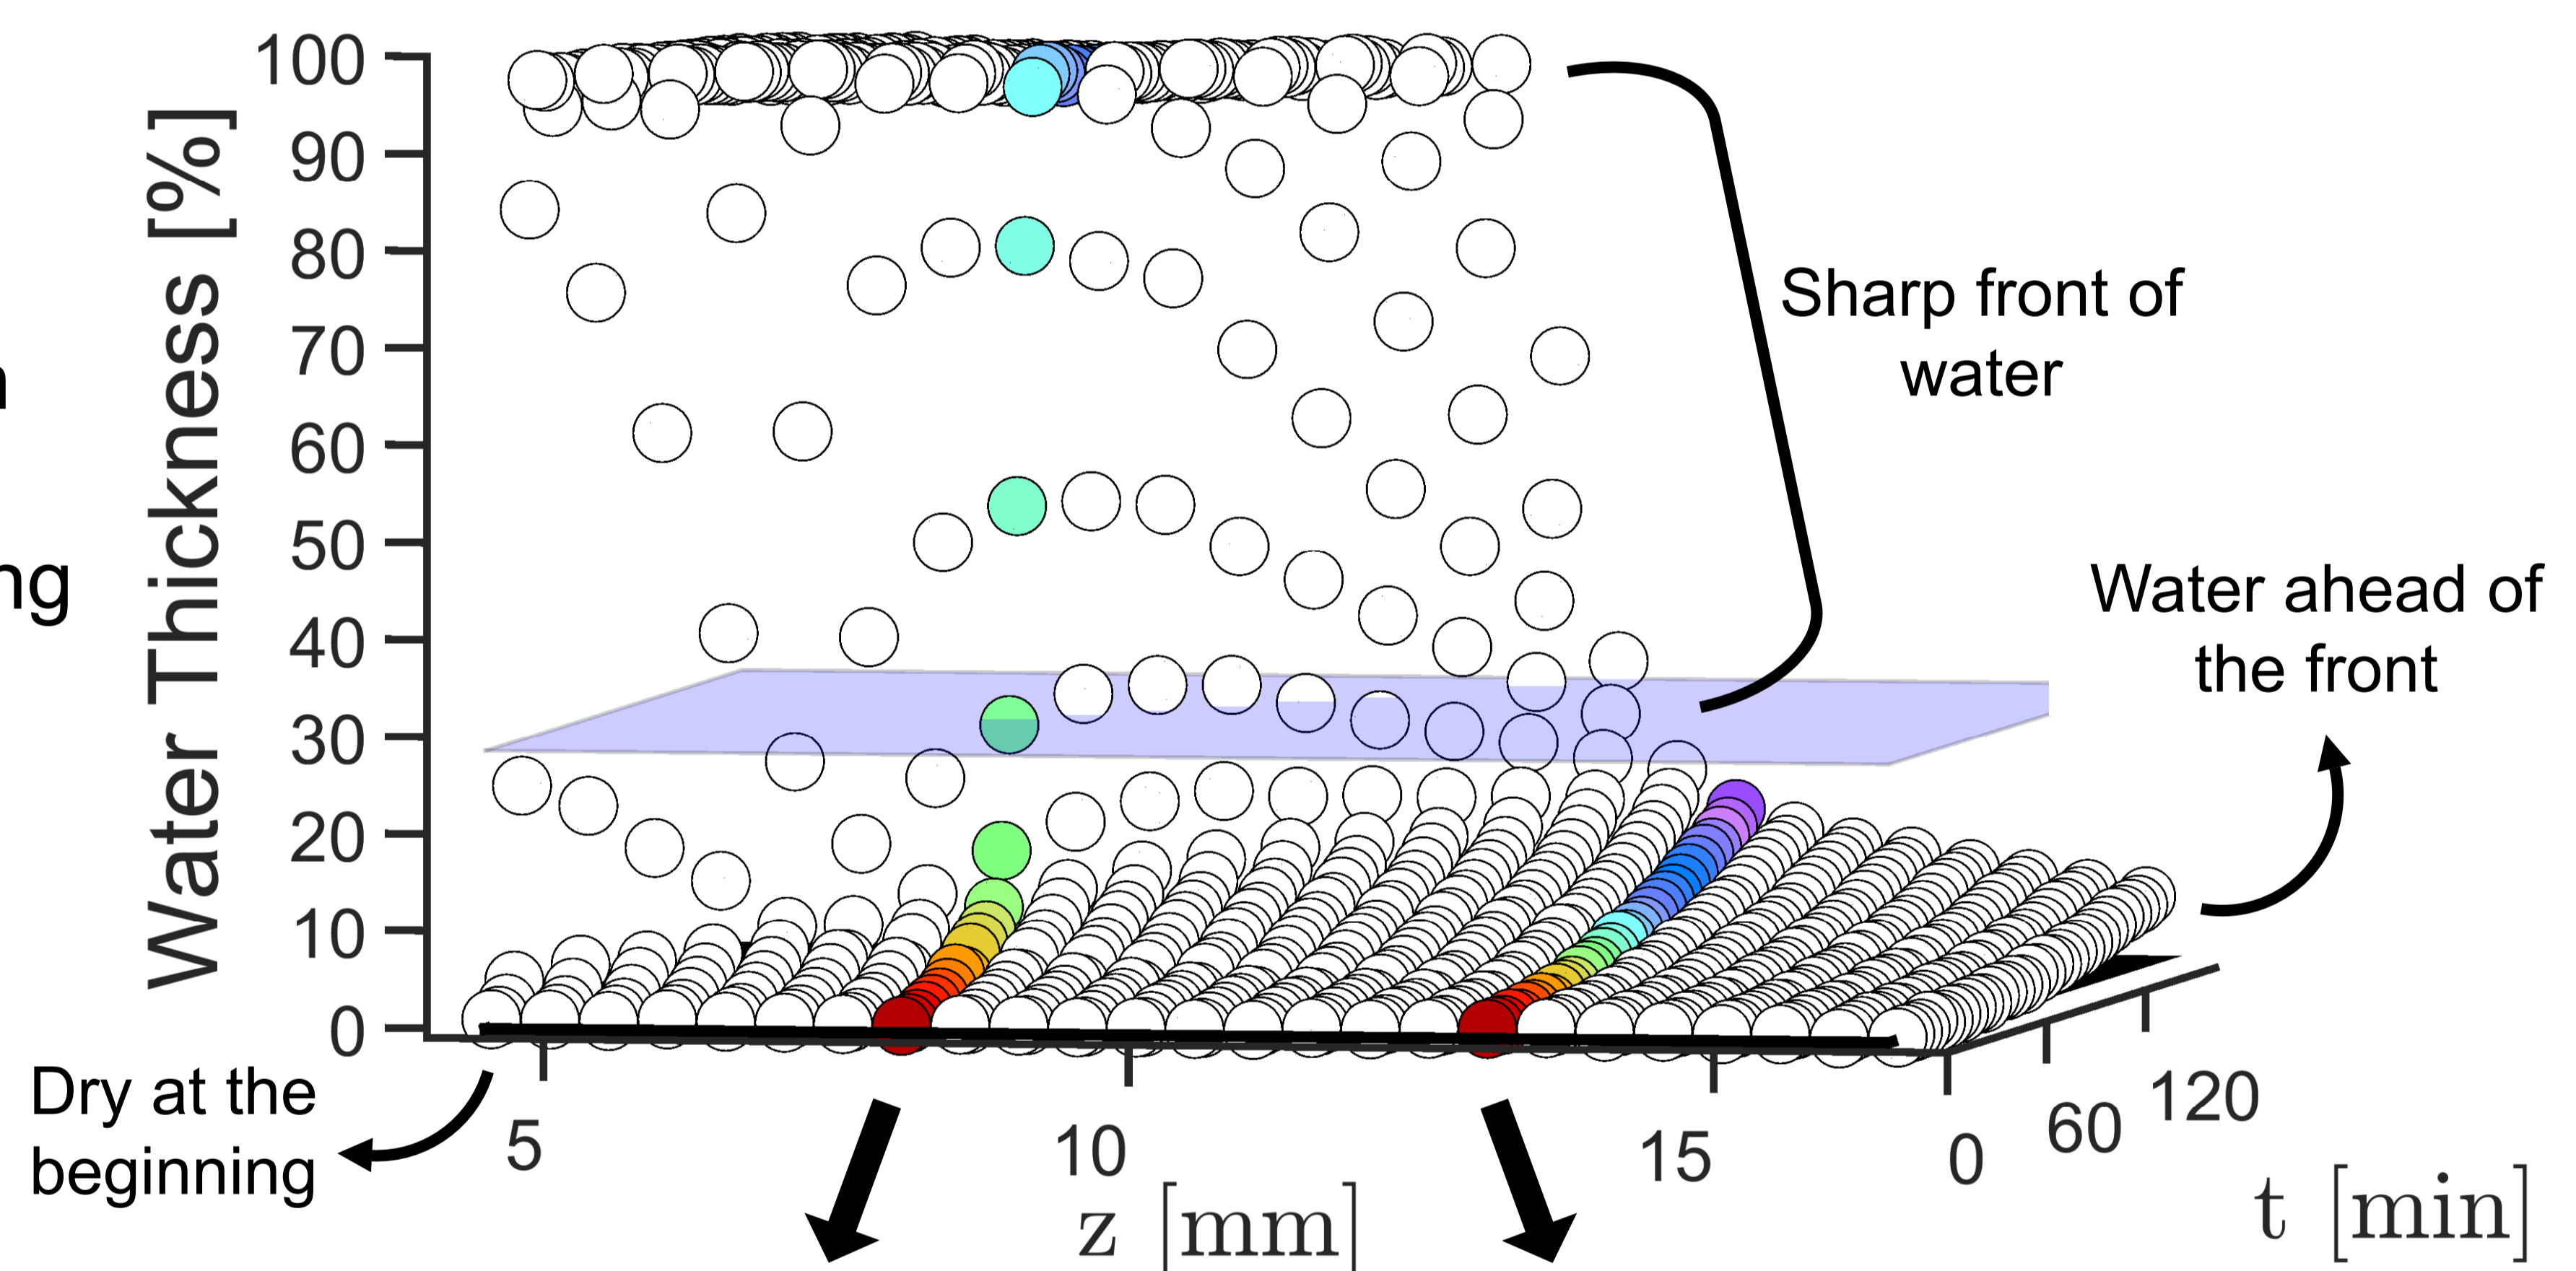 Water Thickness [%]
100
90
80
70
60
50
40
30
20
10
0
Sharp front of
water
Water ahead of
the front
ng
Dry at the
beginning
5
10
15
0
60
120
z [mm]
t [min]